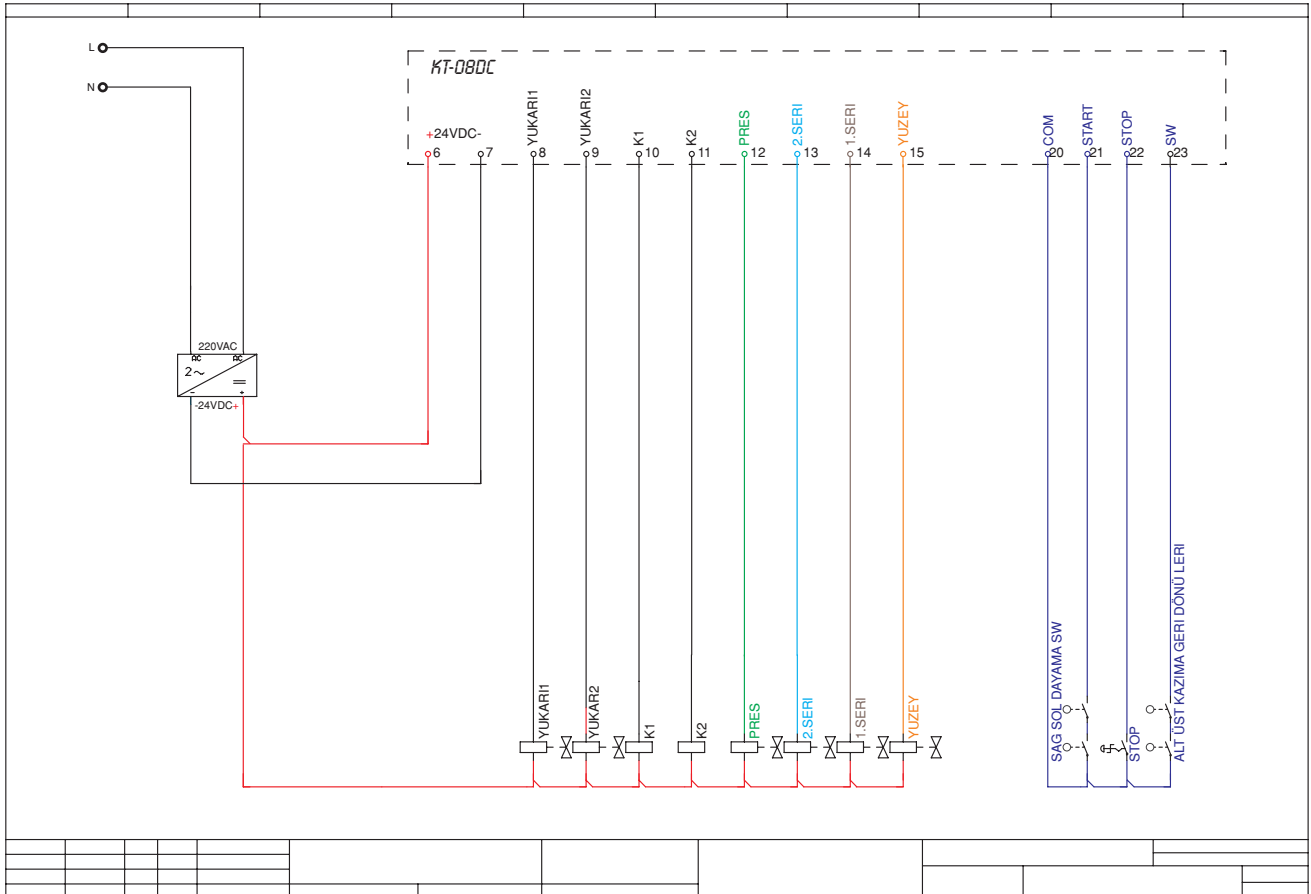 L
N
KT-08DC
+24VDC-
YUKARI1
YUKARI2
K1
K2
PRES
2.SERI
1.SERI
YUZEY
COM
START
STOP
SW
6
7
8
9
10
11
12
13
14
15
20
21
22
23
220VAC
AC
AC
2~
-
+
-24VDC+
YUKARI1
YUKAR2
K1
K2
PRES
2.SERI
1.SERI
YUZEY
SAG SOL DAYAMA SW
STOP
ALT ÜST KAZIMA GERI DÖNÜ LERI